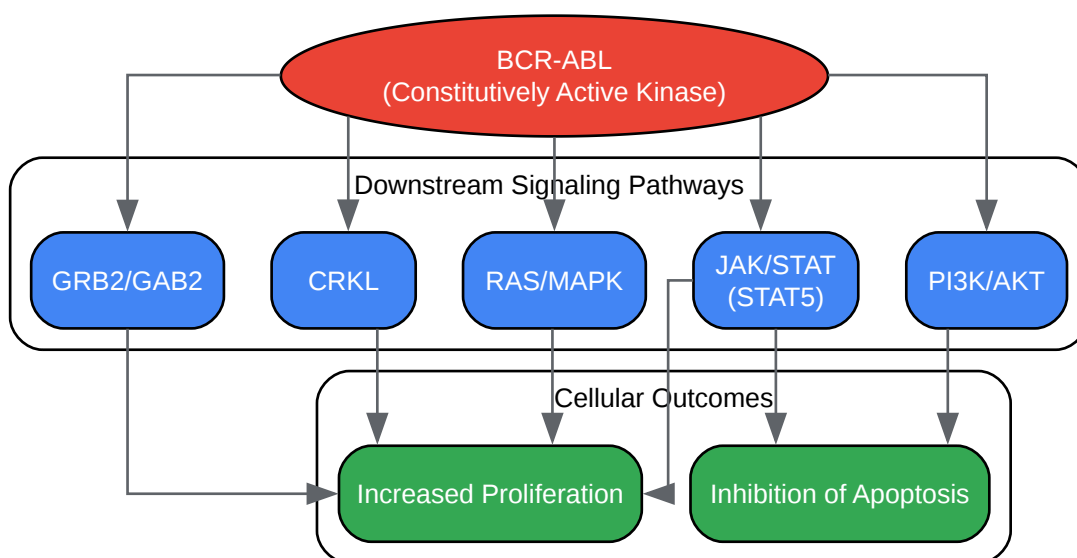 BCR-ABL
(Constitutively Active Kinase)
Downstream Signaling Pathways
GRB2/GAB2
CRKL
RAS/MAPK
JAK/STAT
(STAT5)
PI3K/AKT
Cellular Outcomes
Increased Proliferation
Inhibition of Apoptosis